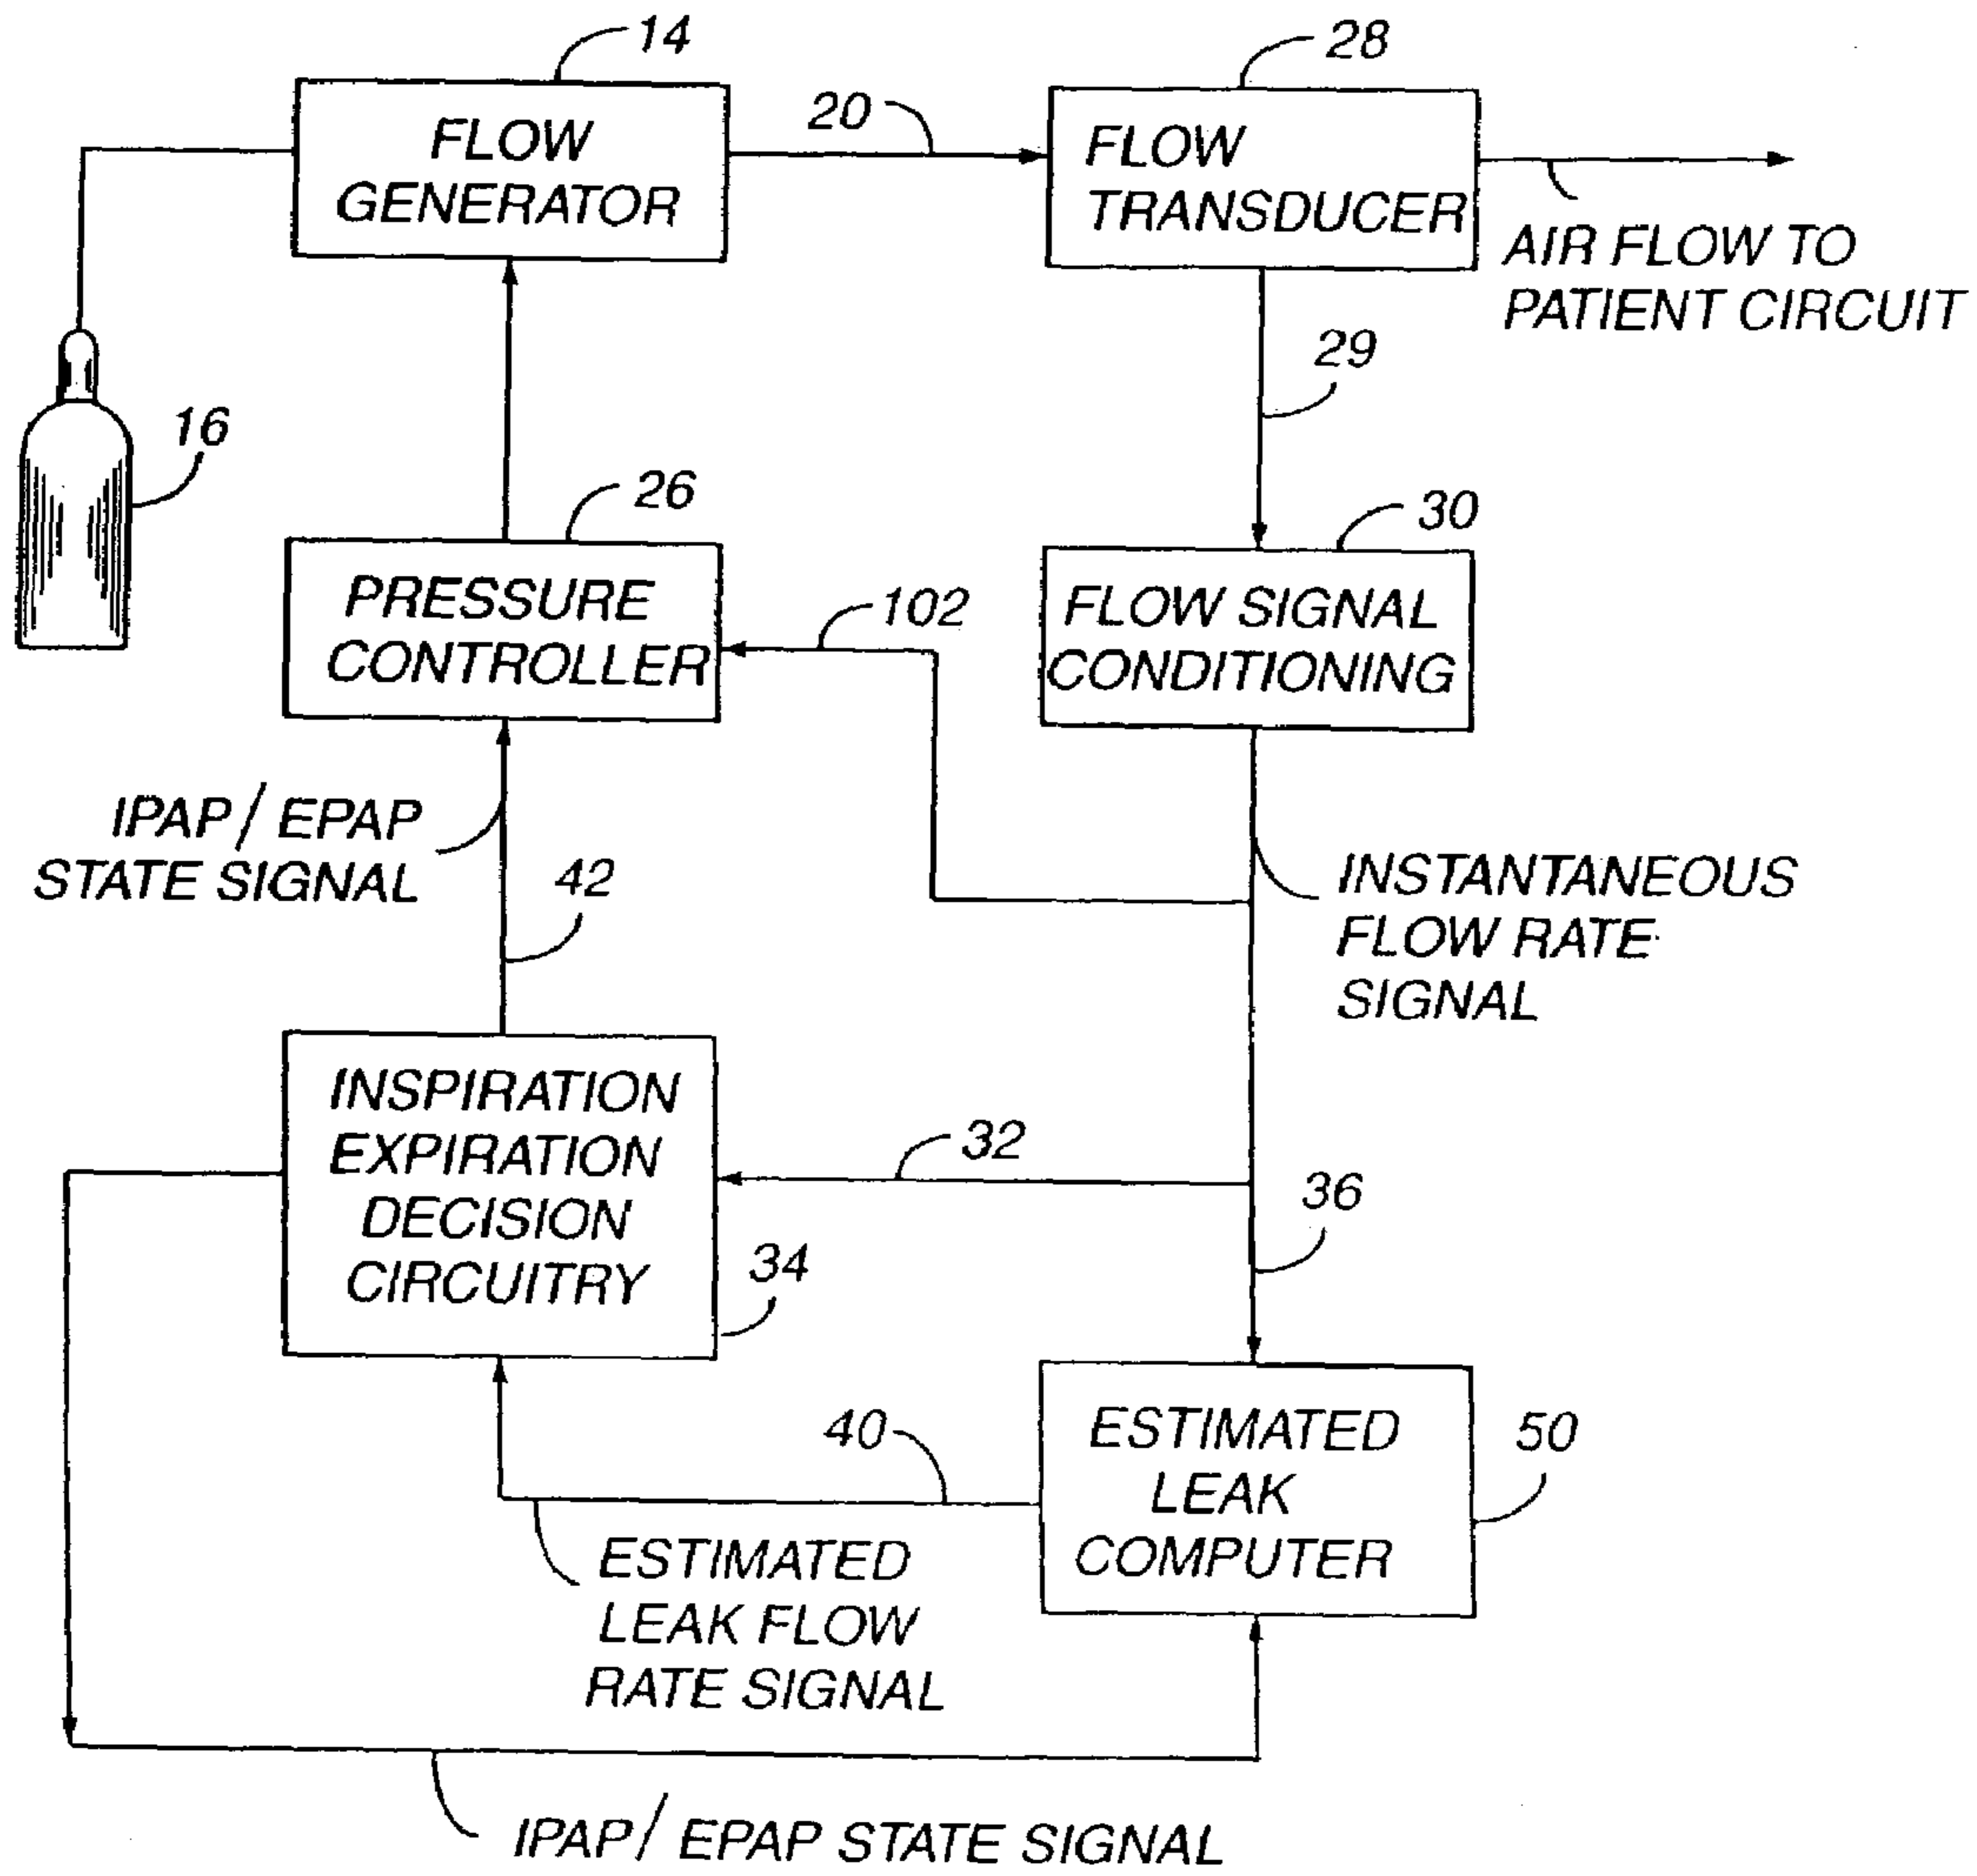 14
28
20
FLOW
GENERATOR
FLOW
TRANSDUCER
AIR FLOW TO
PATIENT CIRCUIT
29
16
26
30
PRESSURE
CONTROLLER
102
FLOW SIGNAL
CONDITIONING
IPAP/EPAP
STATE SIGNAL
42
INSTANTANEOUS
FLOW RATE
SIGNAL
INSPIRATION
EXPIRATION
DECISION
CIRCUITRY
32
36
34
40
ESTIMATED
LEAK
COMPUTER
50
ESTIMATED
LEAK FLOW
RATE SIGNAL
IPAP/EPAP STATE SIGNAL